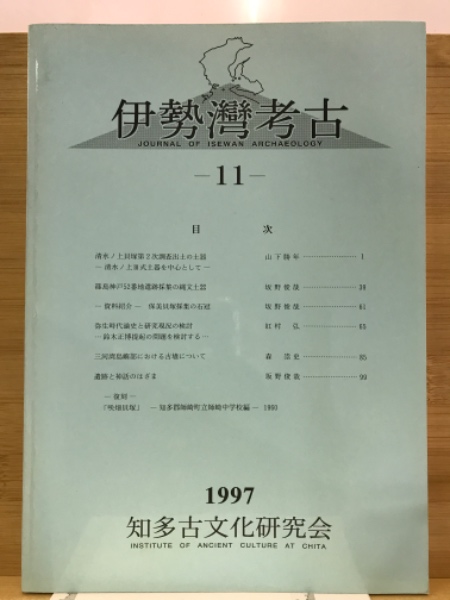 伊勢灣考古
JOURNAL OF ISEWAN ARCHAEOLOGY
—11—
目 次
清水ノ上貝塚第2次調査出土の土器 山下勝年 1
―清水ノ上Ⅲ式土器を中心として―
篠島神戸52番地遺跡採集の縄文土器 坂野俊哉 39
―資料紹介― 保美貝塚採集の石冠 坂野俊哉 61
弥生時代論史と研究現況の検討 紅村 弘 65
―鈴木正博提起の問題を検討する―
三河湾島嶼部における古墳について 森 崇史 85
遺跡と神話のはざま 坂野俊哉 99
―復刻―
『咲畑貝塚』 ―知多郡師崎町立師崎中学校編― 1960
1997
知多古文化研究会
INSTITUTE OF ANCIENT CULTURE AT CHITA